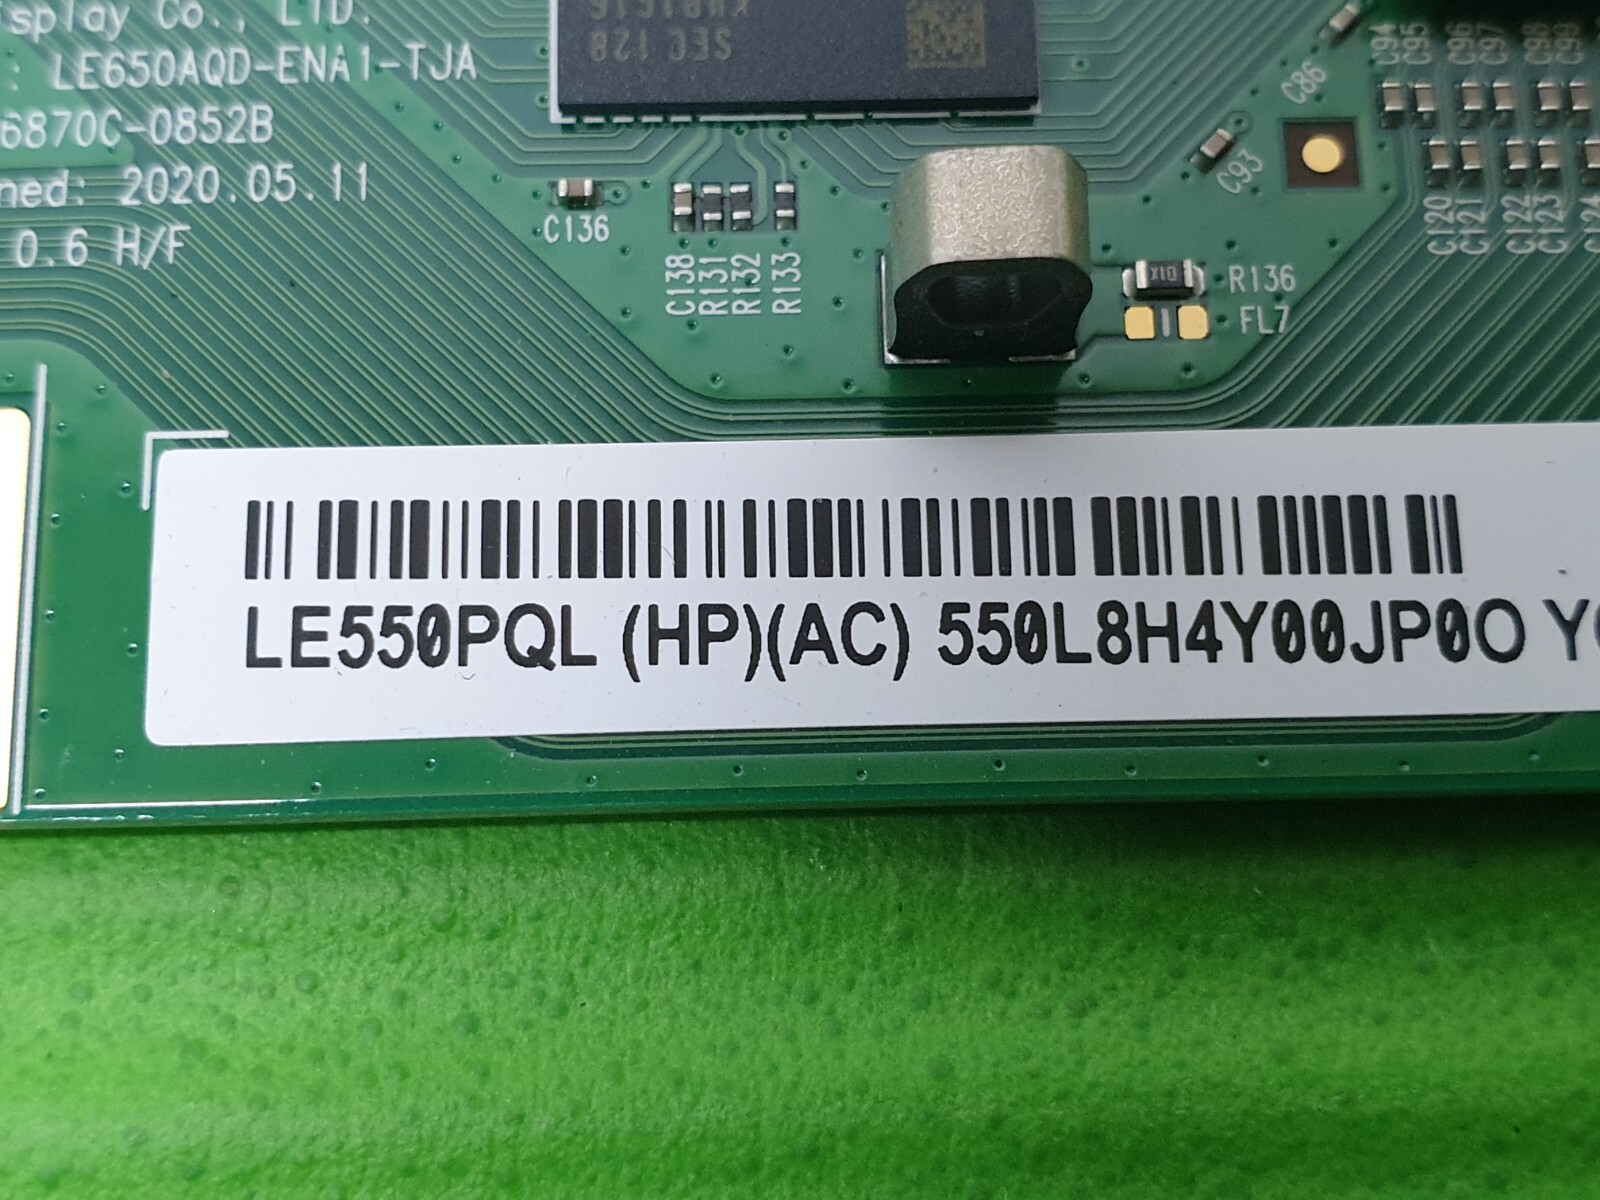 splay Co., LTD.
: LE650AQD-ENA1-TJA
6870C-0852B
ned: 2020.05.11
0.6 H/F
SEC 128
C136
C138
R131
R132
R133
C86
C93
R136
FL7
C94
C95
C96
C97
C98
C99
C120
C121
C122
C123
C124
LE550PQL (HP)(AC) 550L8H4Y00JP0O Y